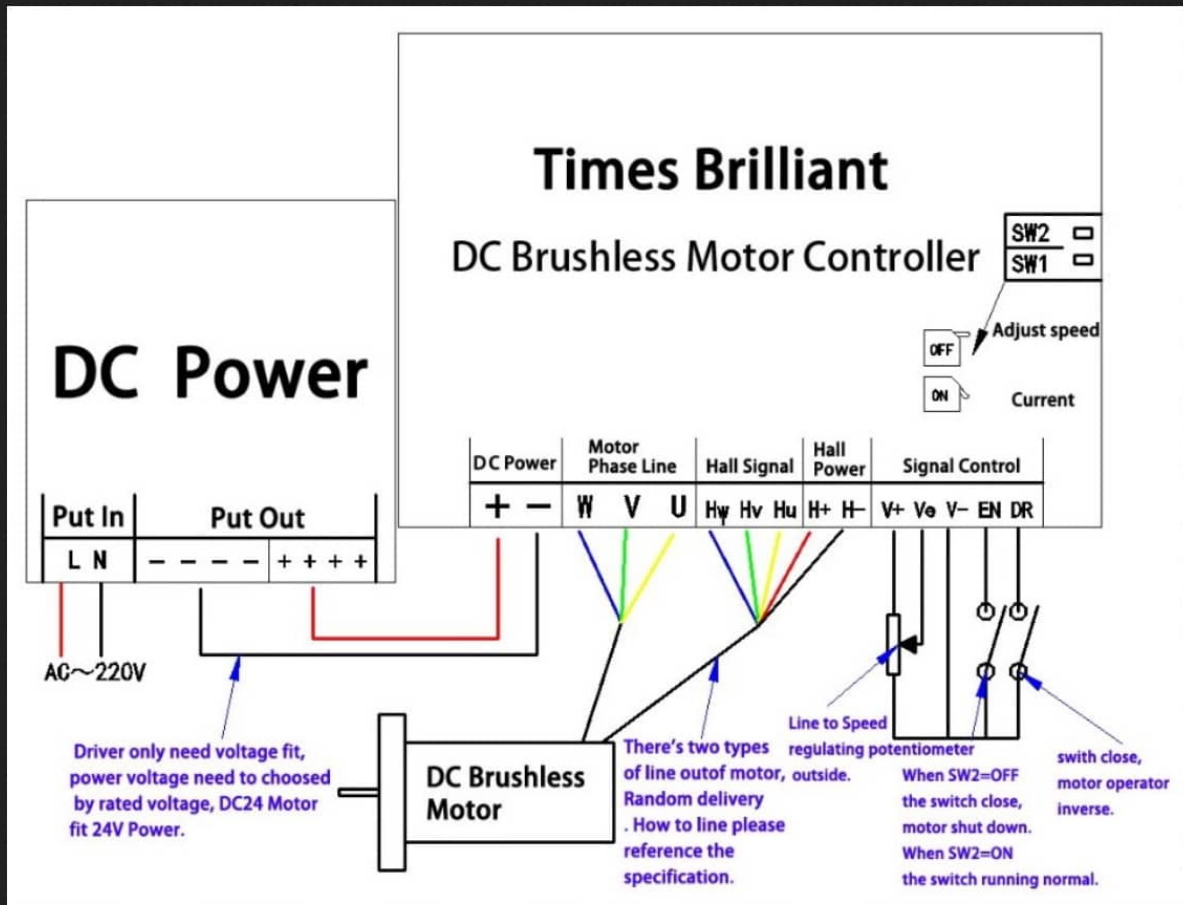 Times Brilliant
DC Brushless Motor Controller
SW2
SW1
Adjust speed
OFF
ON
Current
DC Power
Put In
Put Out
L N
- - - - + + + +
AC~220V
DC Power
Motor
Phase Line
Hall Signal
Hall
Power
Signal Control
+ -
W V U
Hw Hv Hu
H+ H-
V+ Ve V- EN DR
Driver only need voltage fit,
power voltage need to choosed
by rated voltage, DC24 Motor
fit 24V Power.
DC Brushless
Motor
There's two types
of line outof motor,
Random delivery
. How to line please
reference the
specification.
Line to Speed
regulating potentiometer
outside.
When SW2=OFF
the switch close,
motor shut down.
When SW2=ON
the switch running normal.
swith close,
motor operator
inverse.